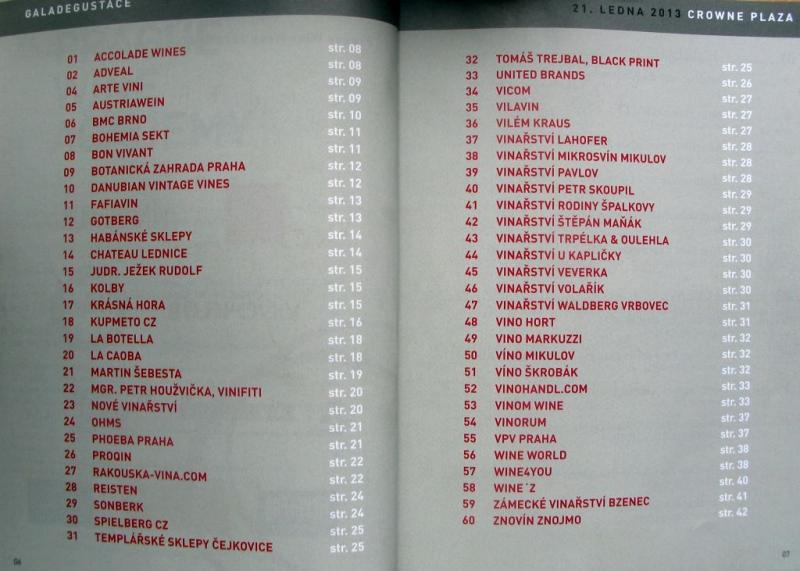 GALADEGUSTACE
01 ACCOLADE WINES str. 08
02 ADVEAL str. 08
04 ARTE VINI str. 09
05 AUSTRIAWEIN str. 09
06 BMC BRNO str. 10
07 BOHEMIA SEKT str. 11
08 BON VIVANT str. 11
09 BOTANICKÁ ZAHRADA PRAHA str. 12
10 DANUBIAN VINTAGE VINES str. 12
11 FAFIAVIN str. 13
12 GOTBERG str. 13
13 HABÁNSKÉ SKLEPY str. 14
14 CHATEAU LEDNICE str. 14
15 JUDR. JEŽEK RUDOLF str. 15
16 KOLBY str. 15
17 KRÁSNÁ HORA str. 15
18 KUPMETO CZ str. 16
19 LA BOTELLA str. 18
20 LA CAOBA str. 18
21 MARTIN ŠEBESTA str. 19
22 MGR. PETR HOUŽVIČKA, VINIFITI str. 20
23 NOVÉ VINAŘSTVÍ str. 20
24 OHMS str. 21
25 PHOEBA PRAHA str. 21
26 PROQIN str. 22
27 RAKOUSKA-VINA.COM str. 22
28 REISTEN str. 24
29 SONBERK str. 24
30 SPIELBERG CZ str. 25
31 TEMPLÁŘSKÉ SKLEPY ČEJKOVICE str. 25
06
21. LEDNA 2013 CROWNE PLAZA
32 TOMÁŠ TREJBAL, BLACK PRINT str. 25
33 UNITED BRANDS str. 26
34 VICOM str. 27
35 VILAVIN str. 27
36 VILÉM KRAUS str. 27
37 VINAŘSTVÍ LAHOFER str. 28
38 VINAŘSTVÍ MIKROSVÍN MIKULOV str. 28
39 VINAŘSTVÍ PAVLOV str. 28
40 VINAŘSTVÍ PETR SKOUPIL str. 29
41 VINAŘSTVÍ RODINY ŠPALKOVY str. 29
42 VINAŘSTVÍ ŠTĚPÁN MAŇÁK str. 29
43 VINAŘSTVÍ TRPĚLKA & OULEHLA str. 30
44 VINAŘSTVÍ U KAPLIČKY str. 30
45 VINAŘSTVÍ VEVERKA str. 30
46 VINAŘSTVÍ VOLAŘÍK str. 30
47 VINAŘSTVÍ WALDBERG VRBOVEC str. 31
48 VINO HORT str. 31
49 VINO MARKUZZI str. 32
50 VÍNO MIKULOV str. 32
51 VÍNO ŠKROBÁK str. 32
52 VINOHANDL.COM str. 33
53 VINOM WINE str. 33
54 VINORUM str. 37
55 VPV PRAHA str. 37
56 WINE WORLD str. 38
57 WINE4YOU str. 38
58 WINE´Z str. 40
59 ZÁMECKÉ VINAŘSTVÍ BZENEC str. 41
60 ZNOVÍN ZNOJMO str. 42
07